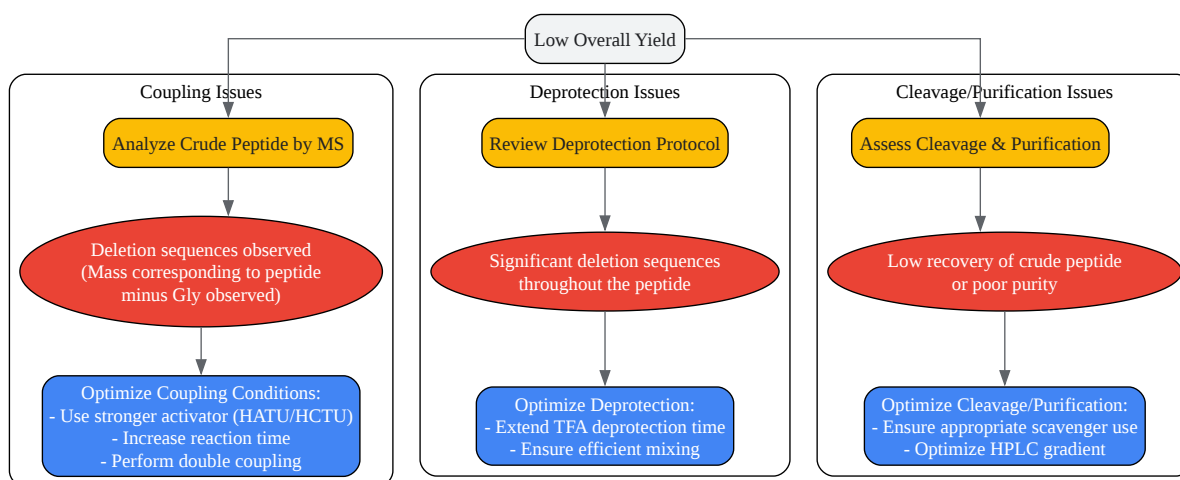 Low Overall Yield
Coupling Issues
Analyze Crude Peptide by MS
Deletion sequences observed
(Mass corresponding to peptide
minus Gly observed)
Optimize Coupling Conditions:
- Use stronger activator (HATU/HCTU)
- Increase reaction time
- Perform double coupling
Deprotection Issues
Review Deprotection Protocol
Significant deletion sequences
throughout the peptide
Optimize Deprotection:
- Extend TFA deprotection time
- Ensure efficient mixing
Cleavage/Purification Issues
Assess Cleavage & Purification
Low recovery of crude peptide
or poor purity
Optimize Cleavage/Purification:
- Ensure appropriate scavenger use
- Optimize HPLC gradient